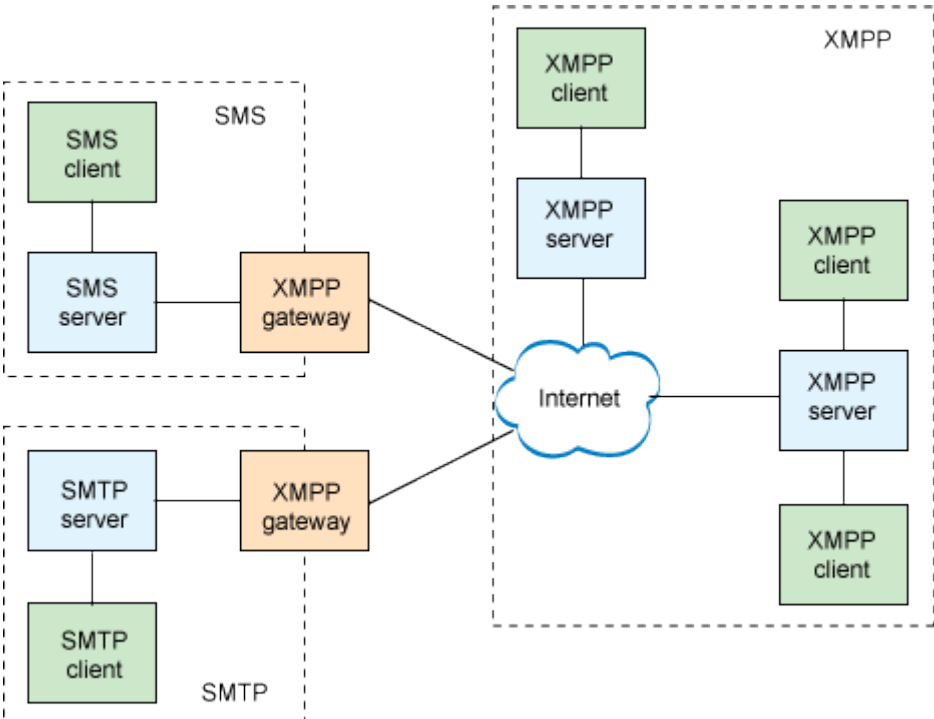 XMPP
XMPP
client
SMS
SMS
client
XMPP
server
XMPP
client
SMS
server
XMPP
gateway
Internet
XMPP
server
SMTP
server
XMPP
gateway
XMPP
client
SMTP
client
SMTP